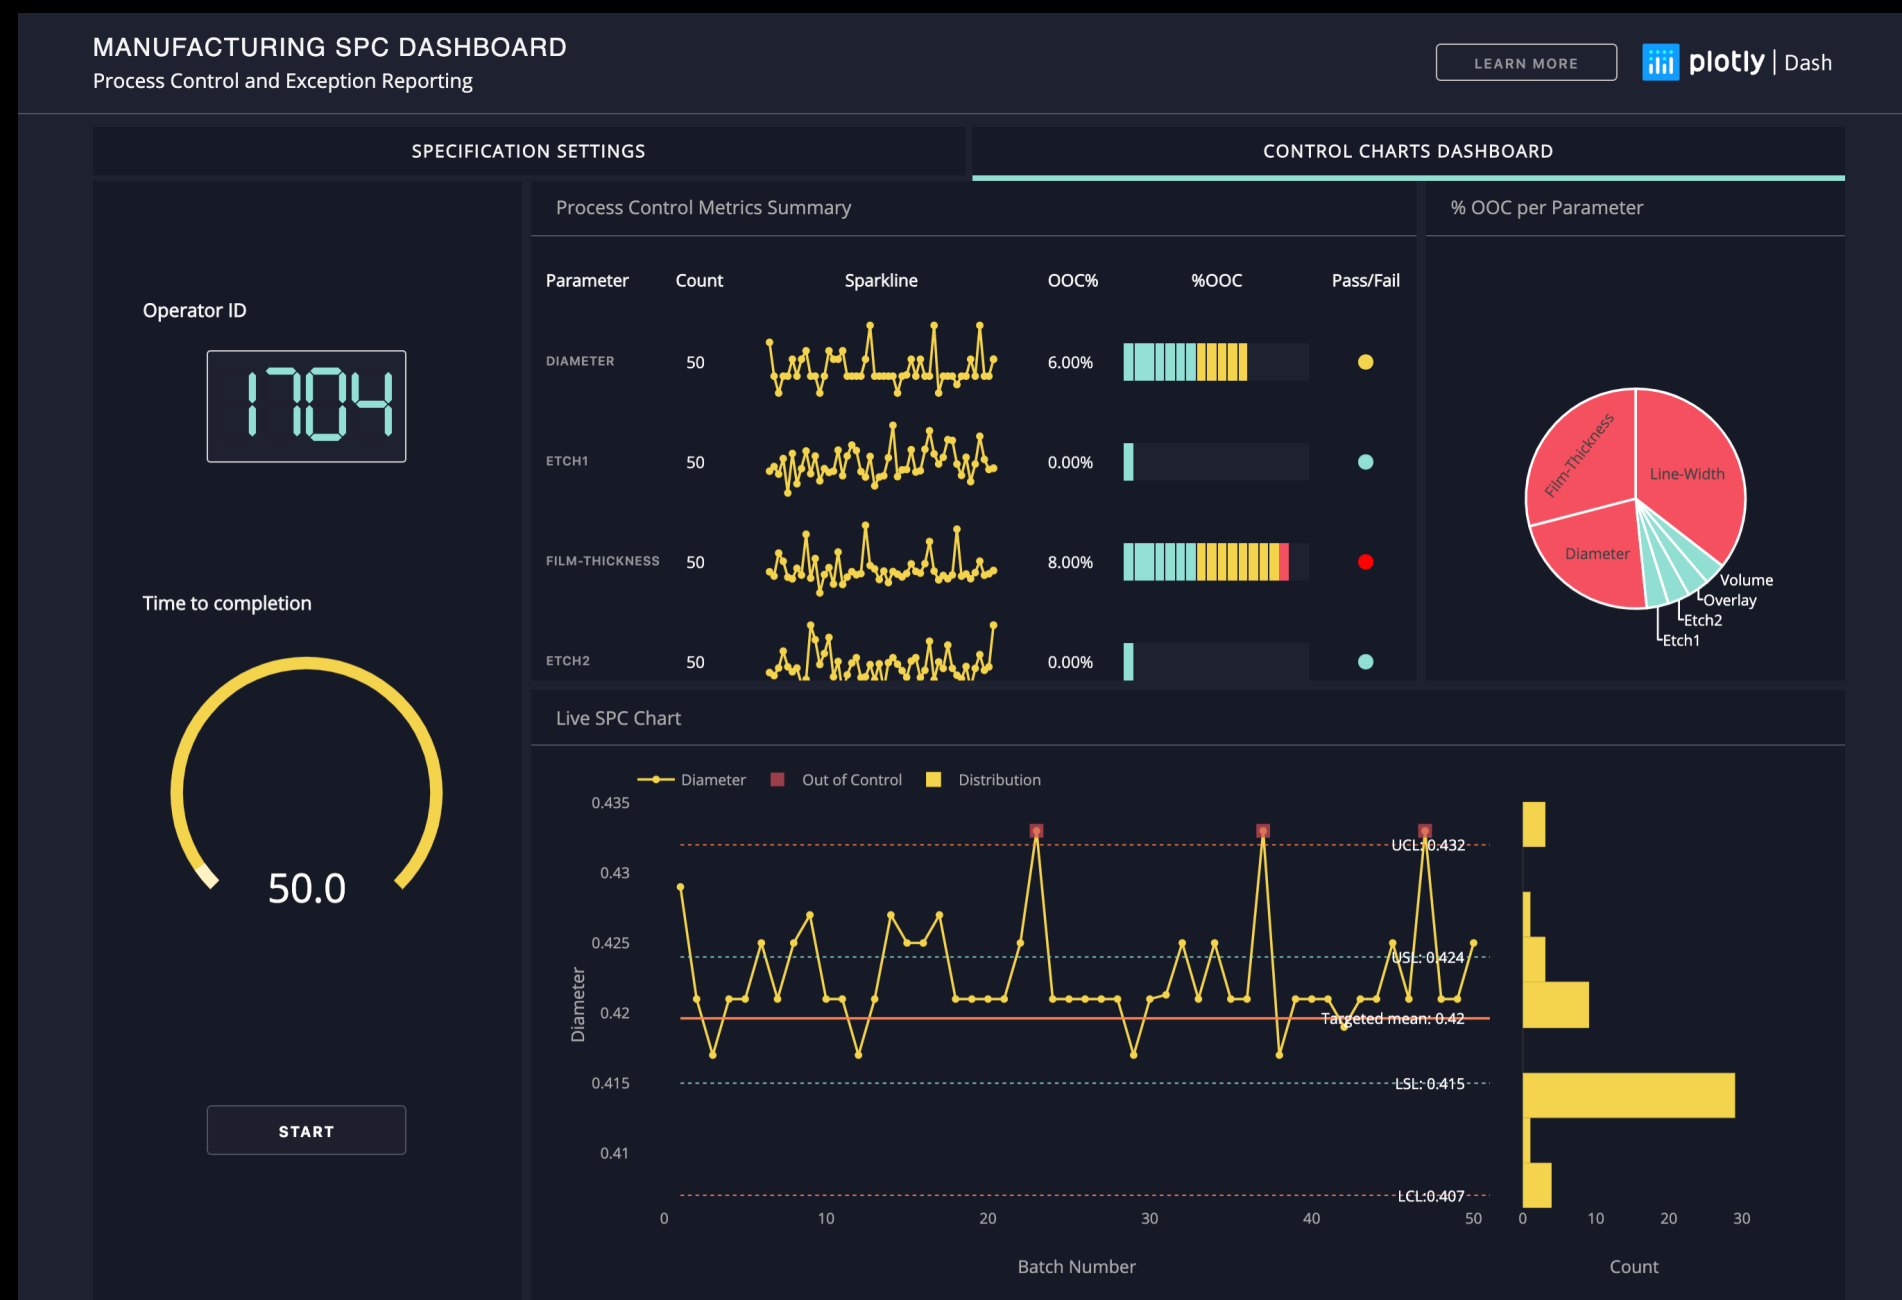 MANUFACTURING SPC DASHBOARD
Process Control and Exception Reporting
LEARN MORE
plotly | Dash
SPECIFICATION SETTINGS
CONTROL CHARTS DASHBOARD
Operator ID
1704
Time to completion
50.0
START
Process Control Metrics Summary
Parameter Count Sparkline OOC% %OOC Pass/Fail
DIAMETER 50 6.00%
ETCH1 50 0.00%
FILM-THICKNESS 50 8.00%
ETCH2 50 0.00%
% OOC per Parameter
Film-Thickness
Line-Width
Diameter
Volume
Overlay
Etch2
Etch1
Live SPC Chart
Diameter Out of Control Distribution
0.435
0.43
0.425
0.42
0.415
0.41
Diameter
UCL: 0.432
USL: 0.424
Targeted mean: 0.42
LSL: 0.415
LCL:0.407
0 10 20 30 40 50
Batch Number
0 10 20 30
Count